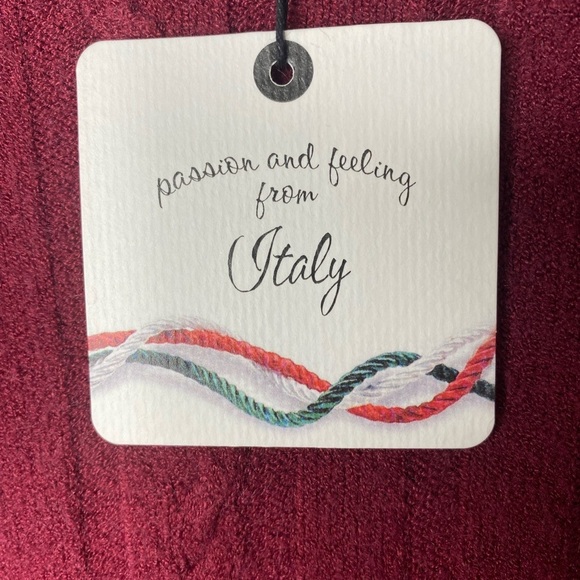 passion and feeling
from
Italy